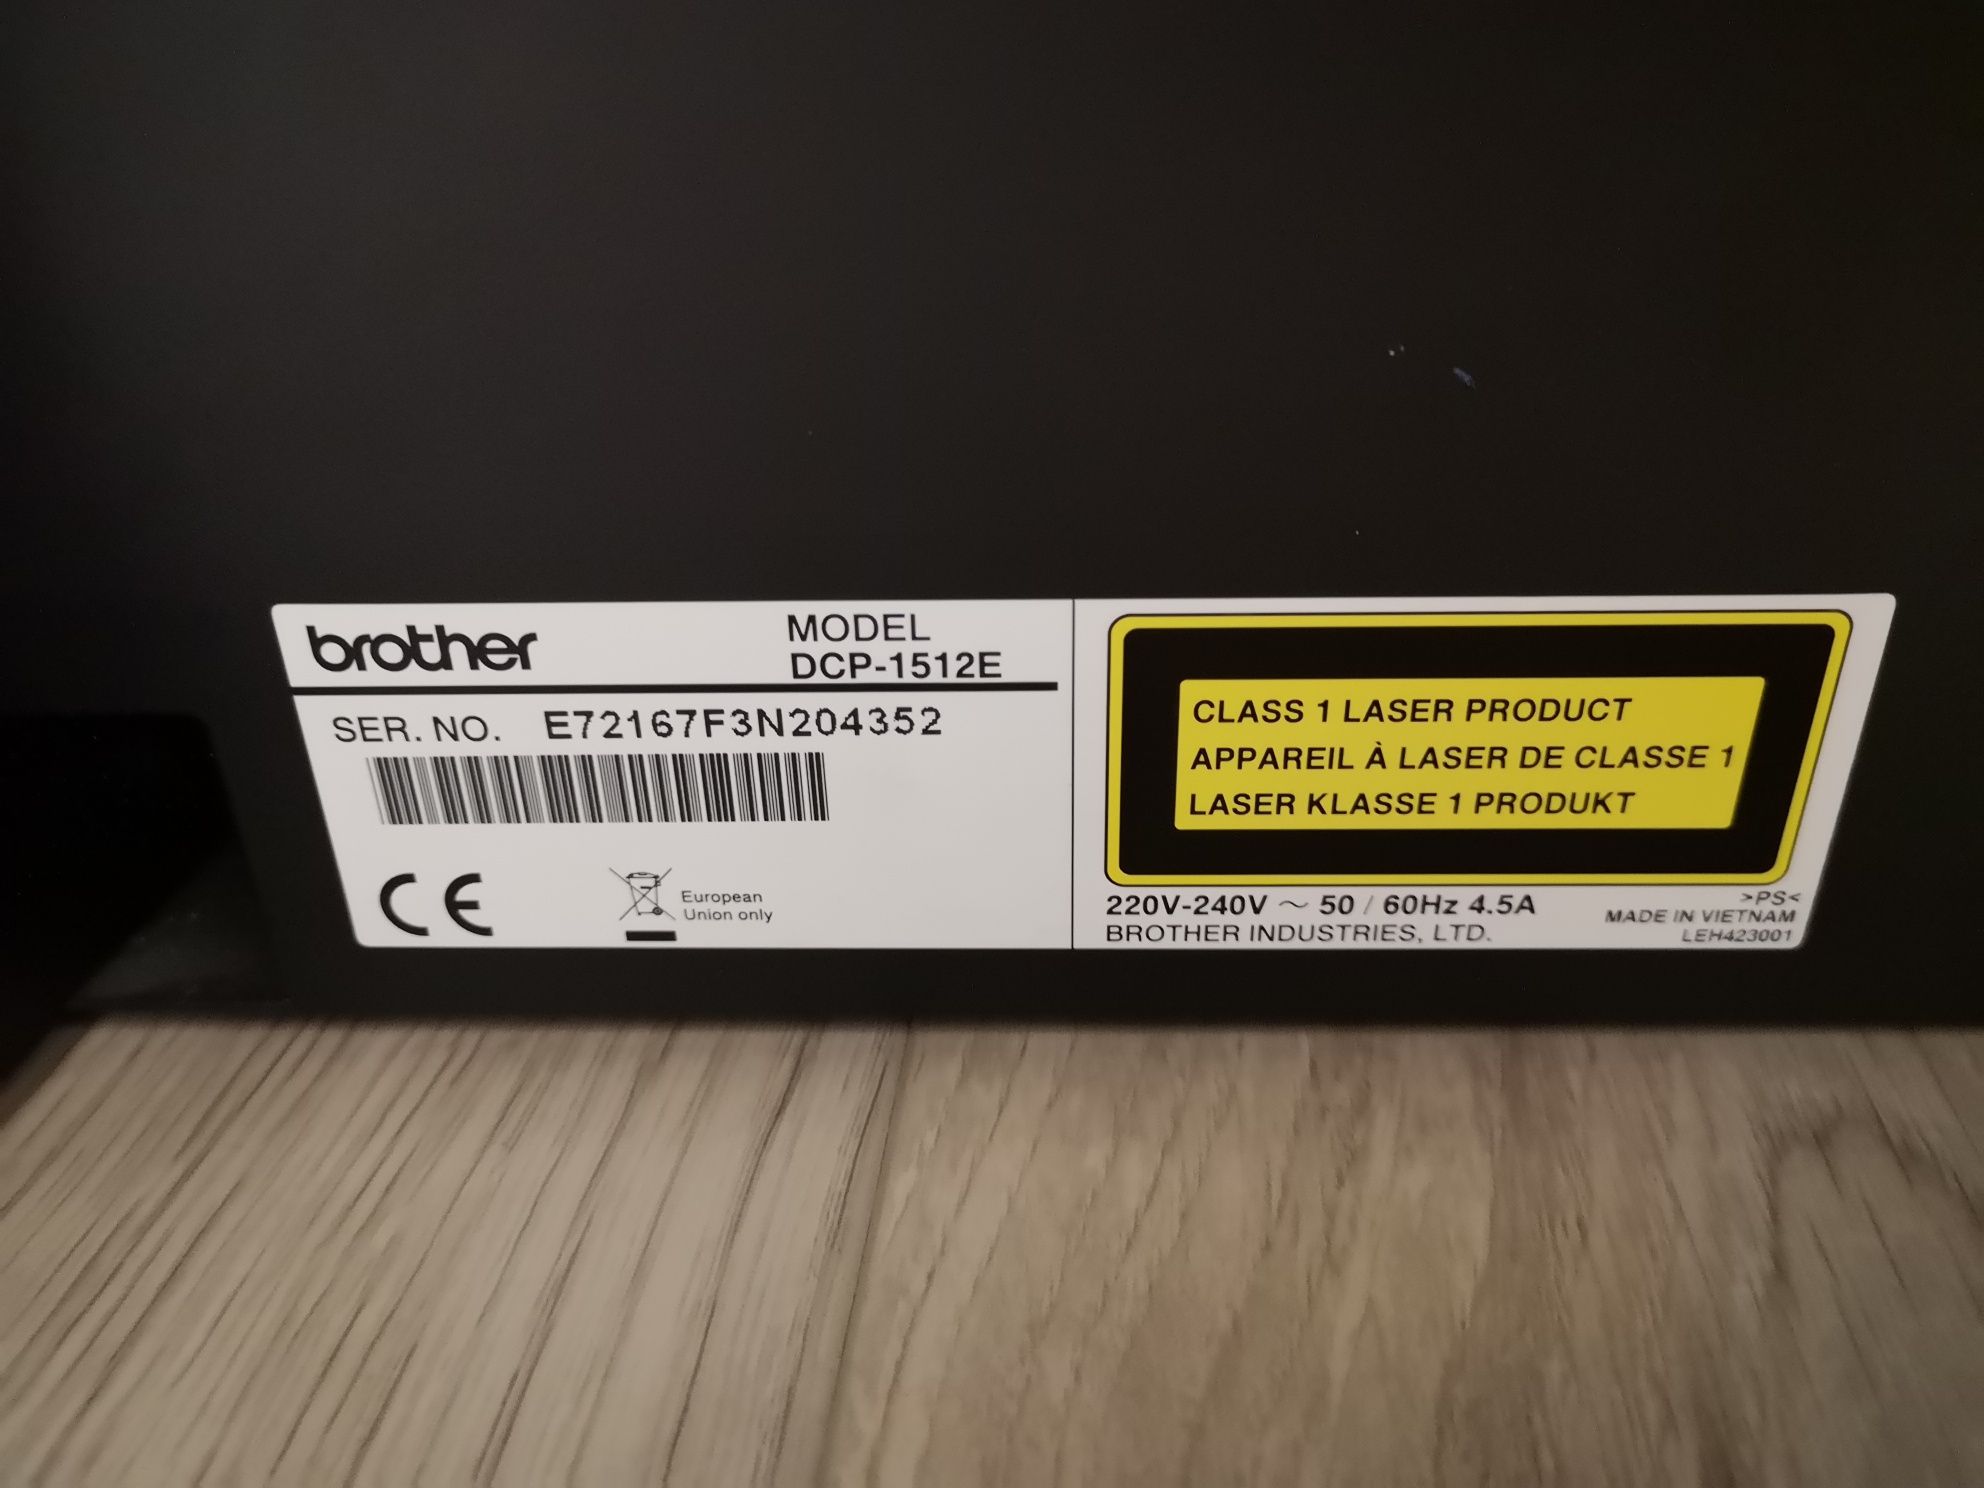 brother
MODEL
DCP-1512E
SER. NO. E72167F3N204352
CE
European
Union only
CLASS 1 LASER PRODUCT
APPAREIL À LASER DE CLASSE 1
LASER KLASSE 1 PRODUKT
220V-240V ~ 50 / 60Hz 4.5A
BROTHER INDUSTRIES, LTD.
>PS<
MADE IN VIETNAM
LEH423001